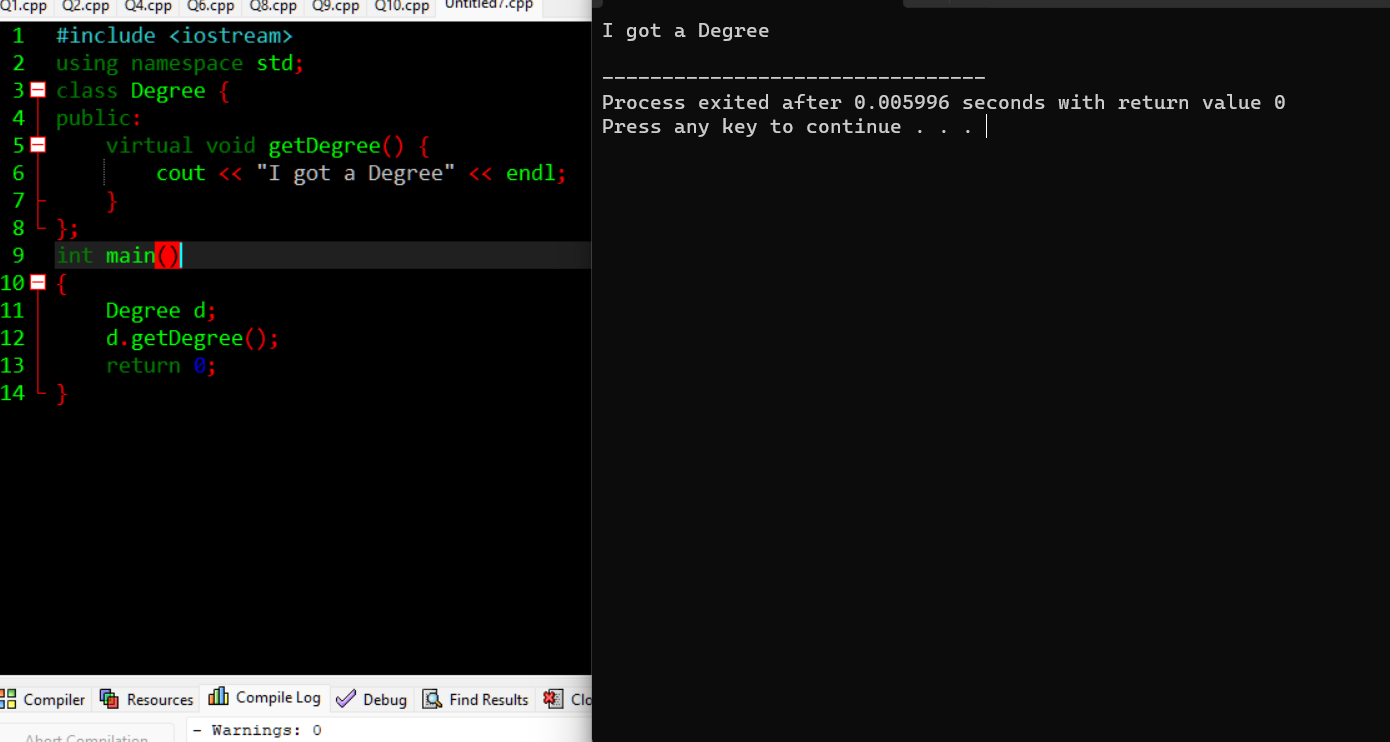 Q1.cpp Q2.cpp Q4.cpp Q6.cpp Q8.cpp Q9.cpp Q10.cpp Untitled7.cpp
1 #include <iostream>
2 using namespace std;
3 class Degree {
4 public:
5 virtual void getDegree() {
6 cout << "I got a Degree" << endl;
7 }
8 };
9 int main()
10 {
11 Degree d;
12 d.getDegree();
13 return 0;
14 }
Compiler Resources Compile Log Debug Find Results Clo
Abort Compilation
- Warnings: 0
I got a Degree
--------------------------------
Process exited after 0.005996 seconds with return value 0
Press any key to continue . . .